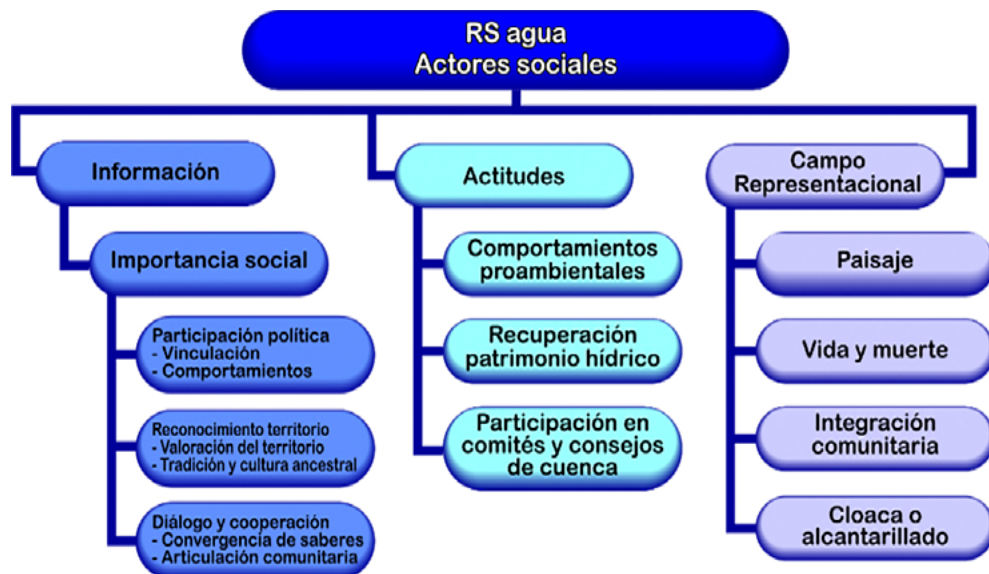 RS agua
Actores sociales
Información
Importancia social
Participación política
- Vinculación
- Comportamientos
Reconocimiento territorio
- Valoración del territorio
- Tradición y cultura ancestral
Diálogo y cooperación
- Convergencia de saberes
- Articulación comunitaria
Actitudes
Comportamientos
proambientales
Recuperación
patrimonio hídrico
Participación en
comités y consejos
de cuenca
Campo
Representacional
Paisaje
Vida y muerte
Integración
comunitaria
Cloaca o
alcantarillado